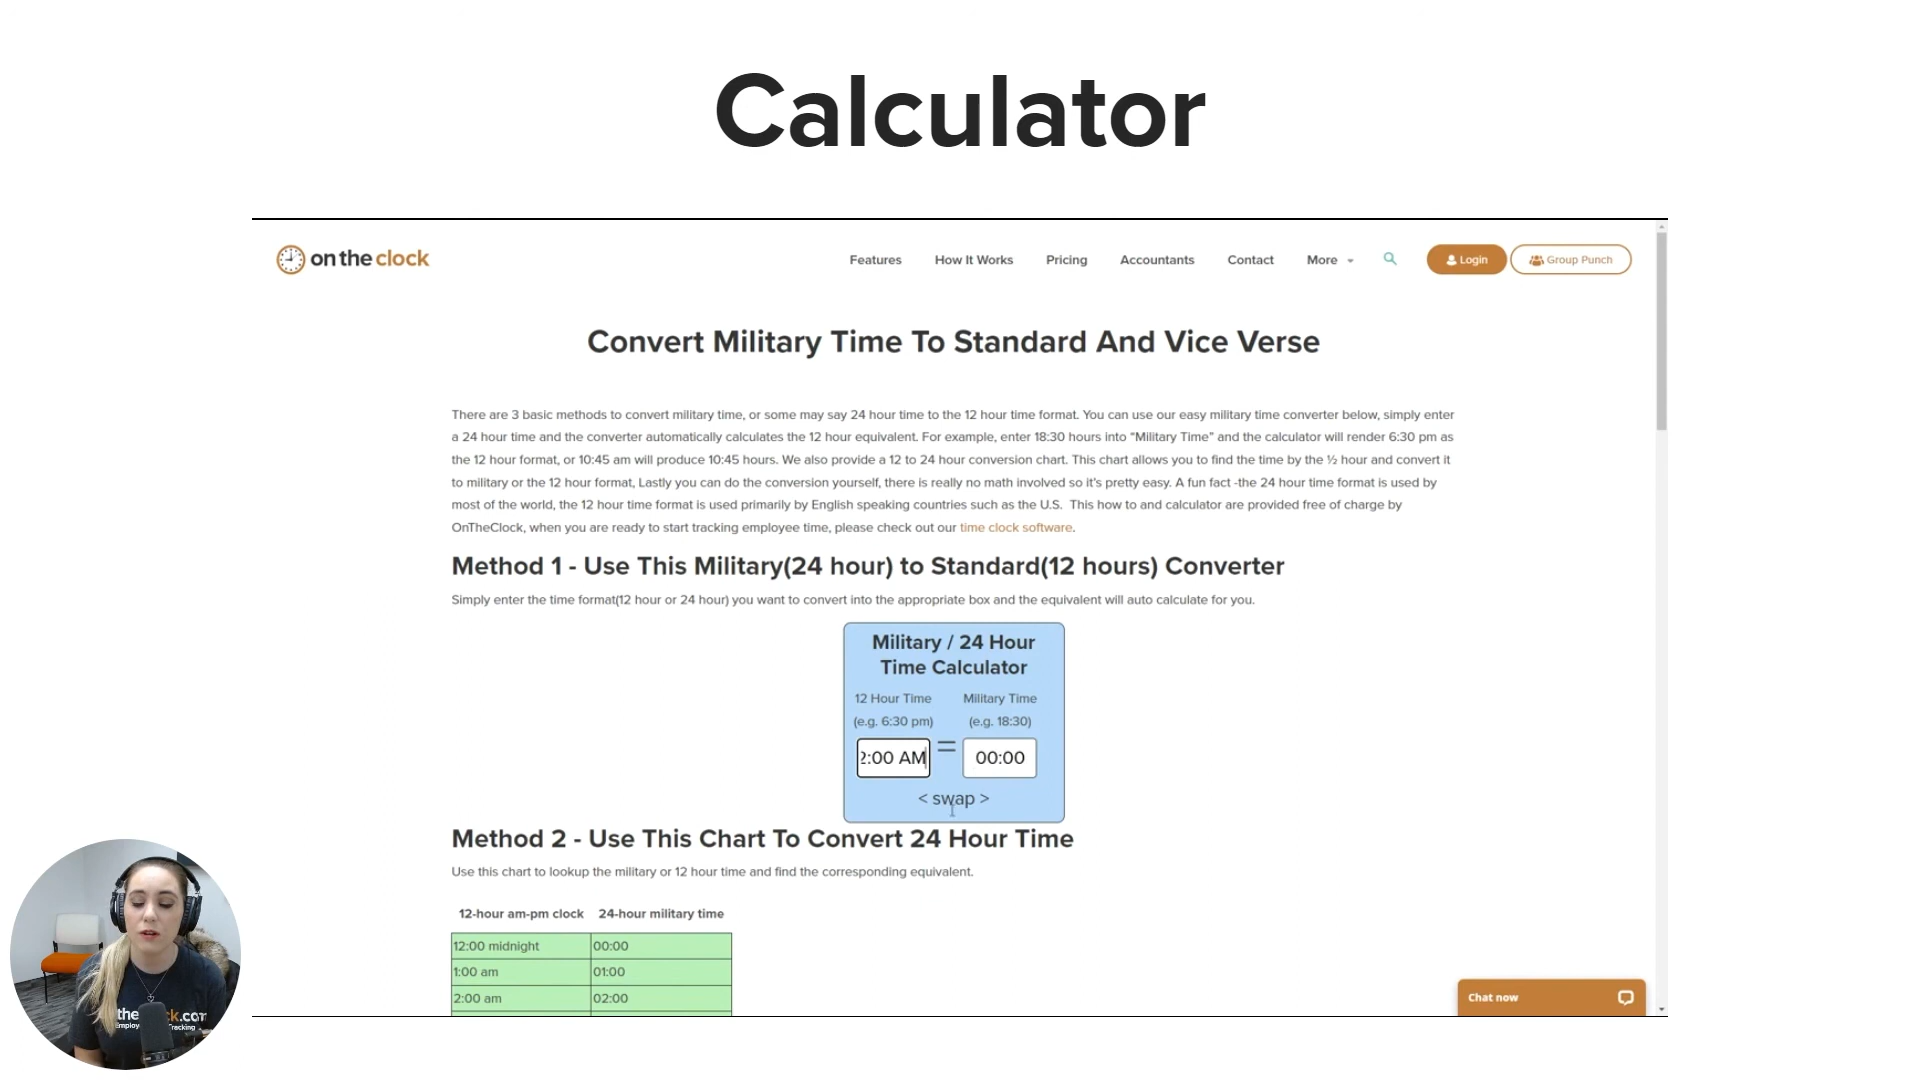 Calculator
on the clock
Features How It Works Pricing Accountants Contact More Login Group Punch
Convert Military Time To Standard And Vice Verse
There are 3 basic methods to convert military time, or some may say 24 hour time to the 12 hour time format. You can use our easy military time converter below, simply enter
a 24 hour time and the converter automatically calculates the 12 hour equivalent. For example, enter 18:30 hours into "Military Time" and the calculator will render 6:30 pm as
the 12 hour format, or 10:45 am will produce 10:45 hours. We also provide a 12 to 24 hour conversion chart. This chart allows you to find the time by the ½ hour and convert it
to military or the 12 hour format, Lastly you can do the conversion yourself, there is really no math involved so it's pretty easy. A fun fact -the 24 hour time format is used by
most of the world, the 12 hour time format is used primarily by English speaking countries such as the U.S. This how to and calculator are provided free of charge by
OnTheClock, when you are ready to start tracking employee time, please check out our time clock software.
Method 1 - Use This Military(24 hour) to Standard(12 hours) Converter
Simply enter the time format(12 hour or 24 hour) you want to convert into the appropriate box and the equivalent will auto calculate for you.
Military / 24 Hour
Time Calculator
12 Hour Time Military Time
(e.g. 6:30 pm) (e.g. 18:30)
2:00 AM = 00:00
< swap >
Method 2 - Use This Chart To Convert 24 Hour Time
Use this chart to lookup the military or 12 hour time and find the corresponding equivalent.
12-hour am-pm clock 24-hour military time
12:00 midnight 00:00
1:00 am 01:00
2:00 am 02:00
Chat now
the ck.com
Employ Tracking